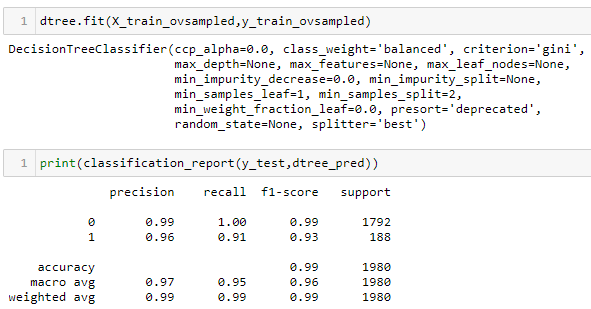 1 dtree.fit(X_train_ovsampled,y_train_ovsampled)
DecisionTreeClassifier(ccp_alpha=0.0, class_weight='balanced', criterion='gini',
max_depth=None, max_features=None, max_leaf_nodes=None,
min_impurity_decrease=0.0, min_impurity_split=None,
min_samples_leaf=1, min_samples_split=2,
min_weight_fraction_leaf=0.0, presort='deprecated',
random_state=None, splitter='best')
1 print(classification_report(y_test,dtree_pred))
precision recall f1-score support
0 0.99 1.00 0.99 1792
1 0.96 0.91 0.93 188
accuracy 0.99 1980
macro avg 0.97 0.95 0.96 1980
weighted avg 0.99 0.99 0.99 1980